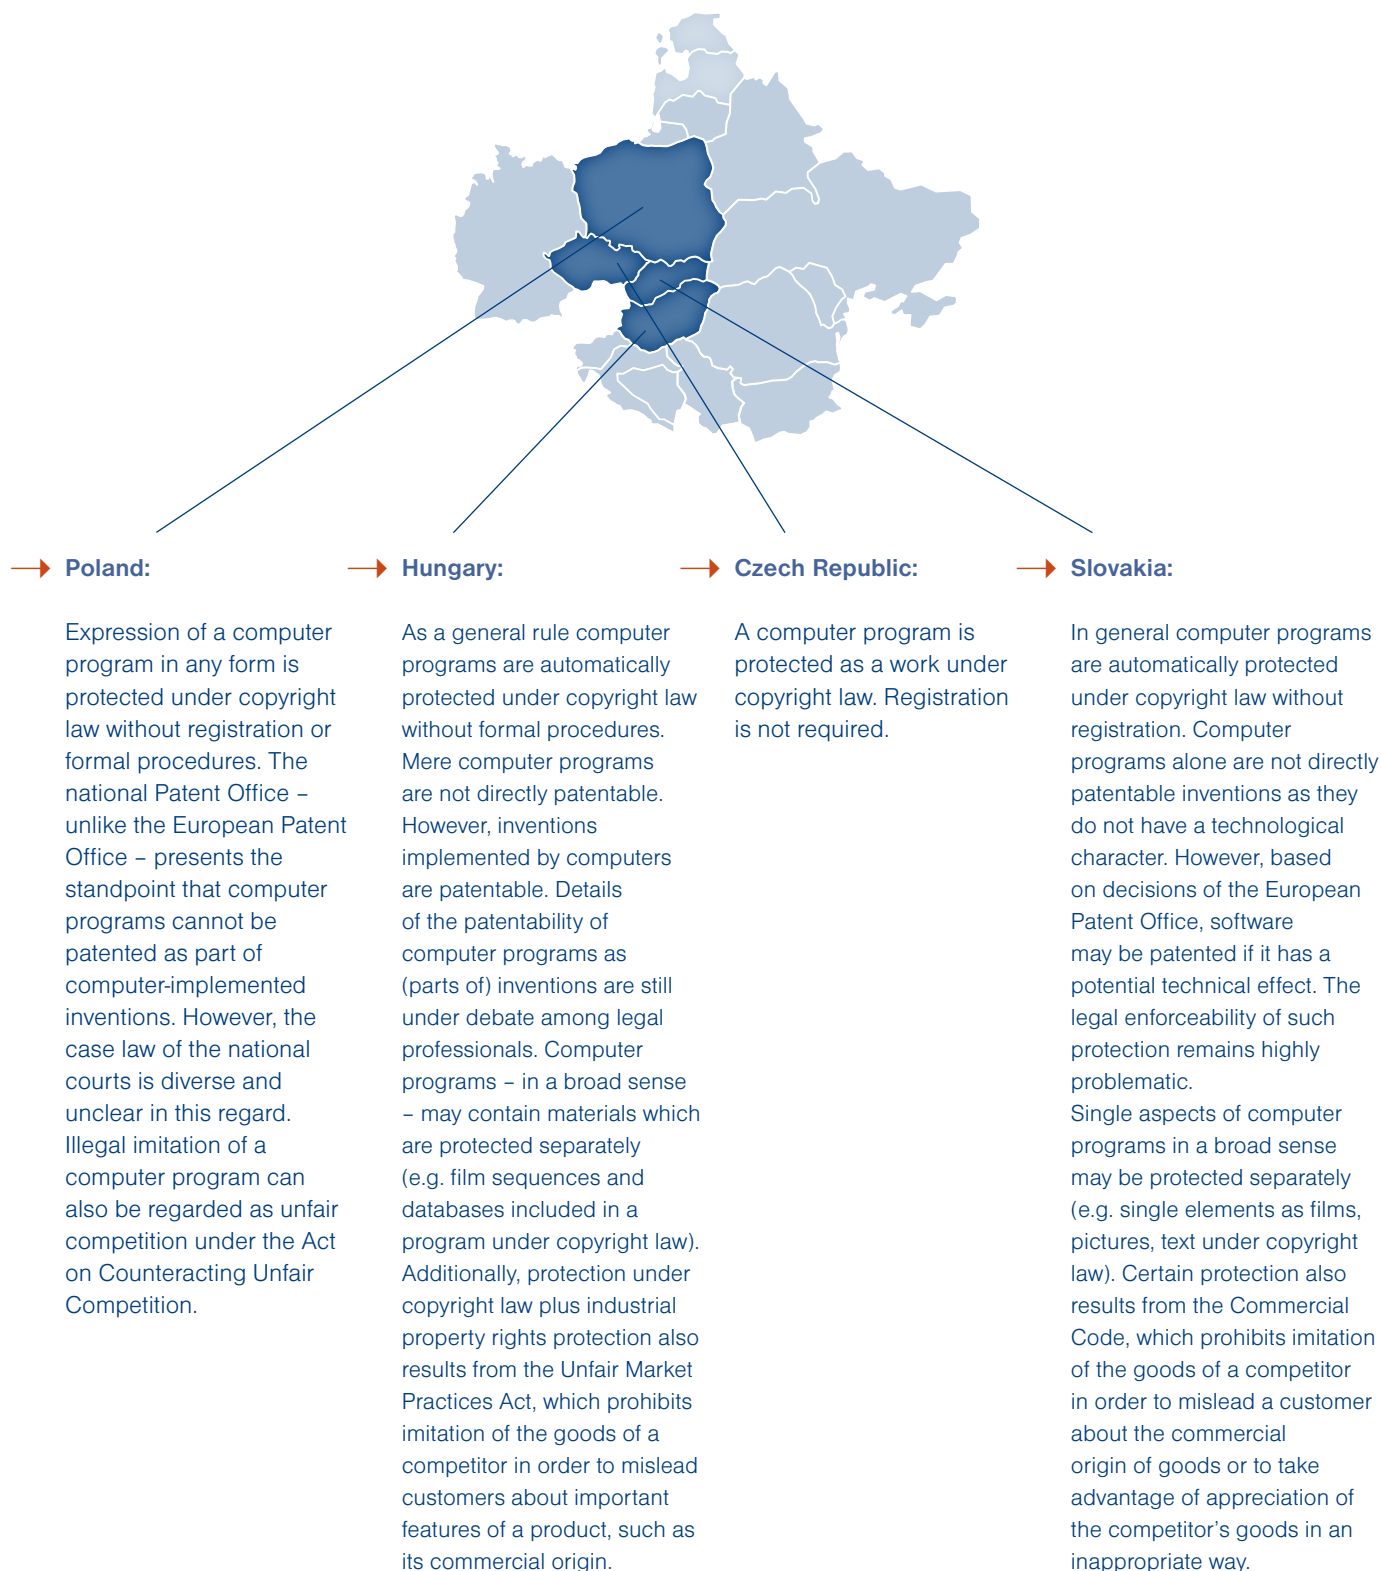 Poland:
Expression of a computer
program in any form is
protected under copyright
law without registration or
formal procedures. The
national Patent Office –
unlike the European Patent
Office – presents the
standpoint that computer
programs cannot be
patented as part of
computer-implemented
inventions. However, the
case law of the national
courts is diverse and
unclear in this regard.
Illegal imitation of a
computer program can
also be regarded as unfair
competition under the Act
on Counteracting Unfair
Competition.
Hungary:
As a general rule computer
programs are automatically
protected under copyright law
without formal procedures.
Mere computer programs
are not directly patentable.
However, inventions
implemented by computers
are patentable. Details
of the patentability of
computer programs as
(parts of) inventions are still
under debate among legal
professionals. Computer
programs – in a broad sense
– may contain materials which
are protected separately
(e.g. film sequences and
databases included in a
program under copyright law).
Additionally, protection under
copyright law plus industrial
property rights protection also
results from the Unfair Market
Practices Act, which prohibits
imitation of the goods of a
competitor in order to mislead
customers about important
features of a product, such as
its commercial origin.
Czech Republic:
A computer program is
protected as a work under
copyright law. Registration
is not required.
Slovakia:
In general computer programs
are automatically protected
under copyright law without
registration. Computer
programs alone are not directly
patentable inventions as they
do not have a technological
character. However, based
on decisions of the European
Patent Office, software
may be patented if it has a
potential technical effect. The
legal enforceability of such
protection remains highly
problematic.
Single aspects of computer
programs in a broad sense
may be protected separately
(e.g. single elements as films,
pictures, text under copyright
law). Certain protection also
results from the Commercial
Code, which prohibits imitation
of the goods of a competitor
in order to mislead a customer
about the commercial
origin of goods or to take
advantage of appreciation of
the competitor’s goods in an
inappropriate way.